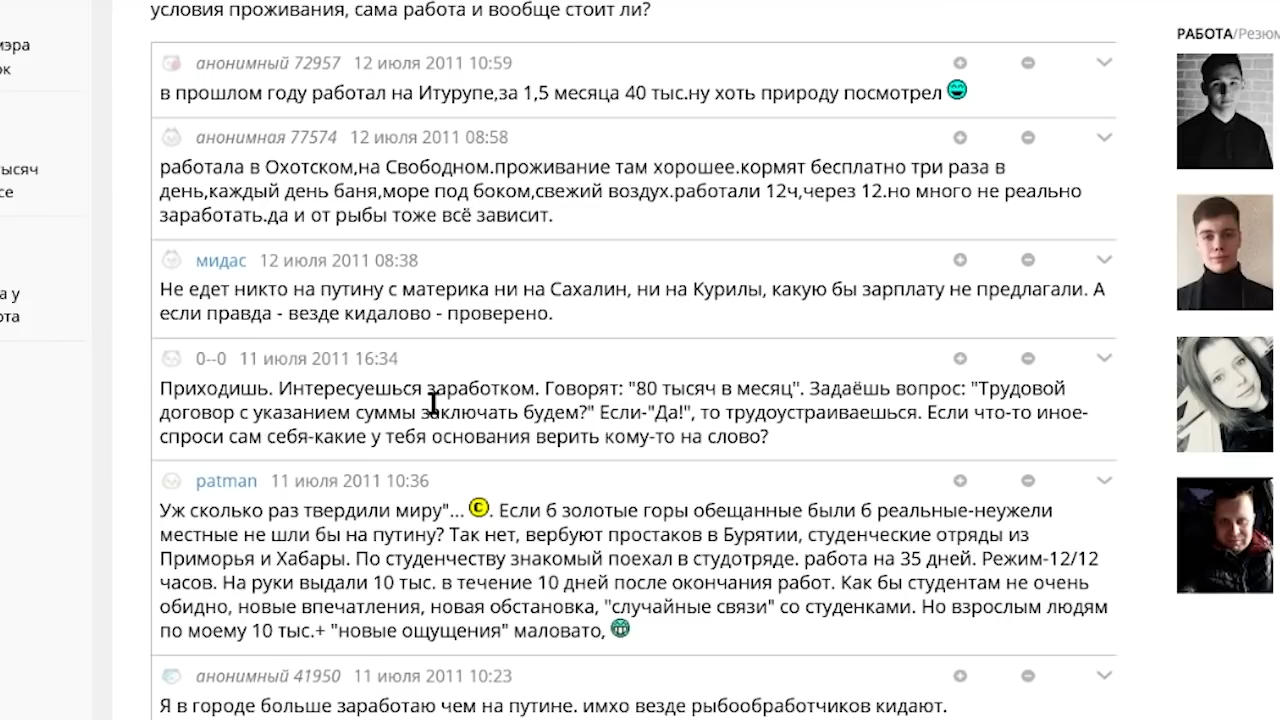 условия проживания, сама работа и вообще стоит ли?
анонимный 72957 12 июля 2011 10:59
в прошлом году работал на Итурупе,за 1,5 месяца 40 тыс.ну хоть природу посмотрел
анонимная 77574 12 июля 2011 08:58
работала в Охотском,на Свободном.проживание там хорошее.кормят бесплатно три раза в
день,каждый день баня,море под боком,свежий воздух.работали 12ч,через 12.но много не реально
заработать.да и от рыбы тоже всё зависит.
мидас 12 июля 2011 08:38
Не едет никто на путину с материка ни на Сахалин, ни на Курилы, какую бы зарплату не предлагали. А
если правда - везде кидалово - проверено.
0--0 11 июля 2011 16:34
Приходишь. Интересуешься заработком. Говорят: "80 тысяч в месяц". Задаёшь вопрос: "Трудовой
договор с указанием суммы заключать будем?" Если-"Да!", то трудоустраиваешься. Если что-то иное-
спроси сам себя-какие у тебя основания верить кому-то на слово?
patman 11 июля 2011 10:36
Уж сколько раз твердили миру"... C. Если б золотые горы обещанные были б реальные-неужели
местные не шли бы на путину? Так нет, вербуют простаков в Бурятии, студенческие отряды из
Приморья и Хабары. По студенчеству знакомый поехал в студотряде. работа на 35 дней. Режим-12/12
часов. На руки выдали 10 тыс. в течение 10 дней после окончания работ. Как бы студентам не очень
обидно, новые впечатления, новая обстановка, "случайные связи" со студенками. Но взрослым людям
по моему 10 тыс.+ "новые ощущения" маловато,
анонимный 41950 11 июля 2011 10:23
Я в городе больше заработаю чем на путине. имхо везде рыбообработчиков кидают.
РАБОТА/Резюм
мэра
ок
ысяч
се
а у
ота